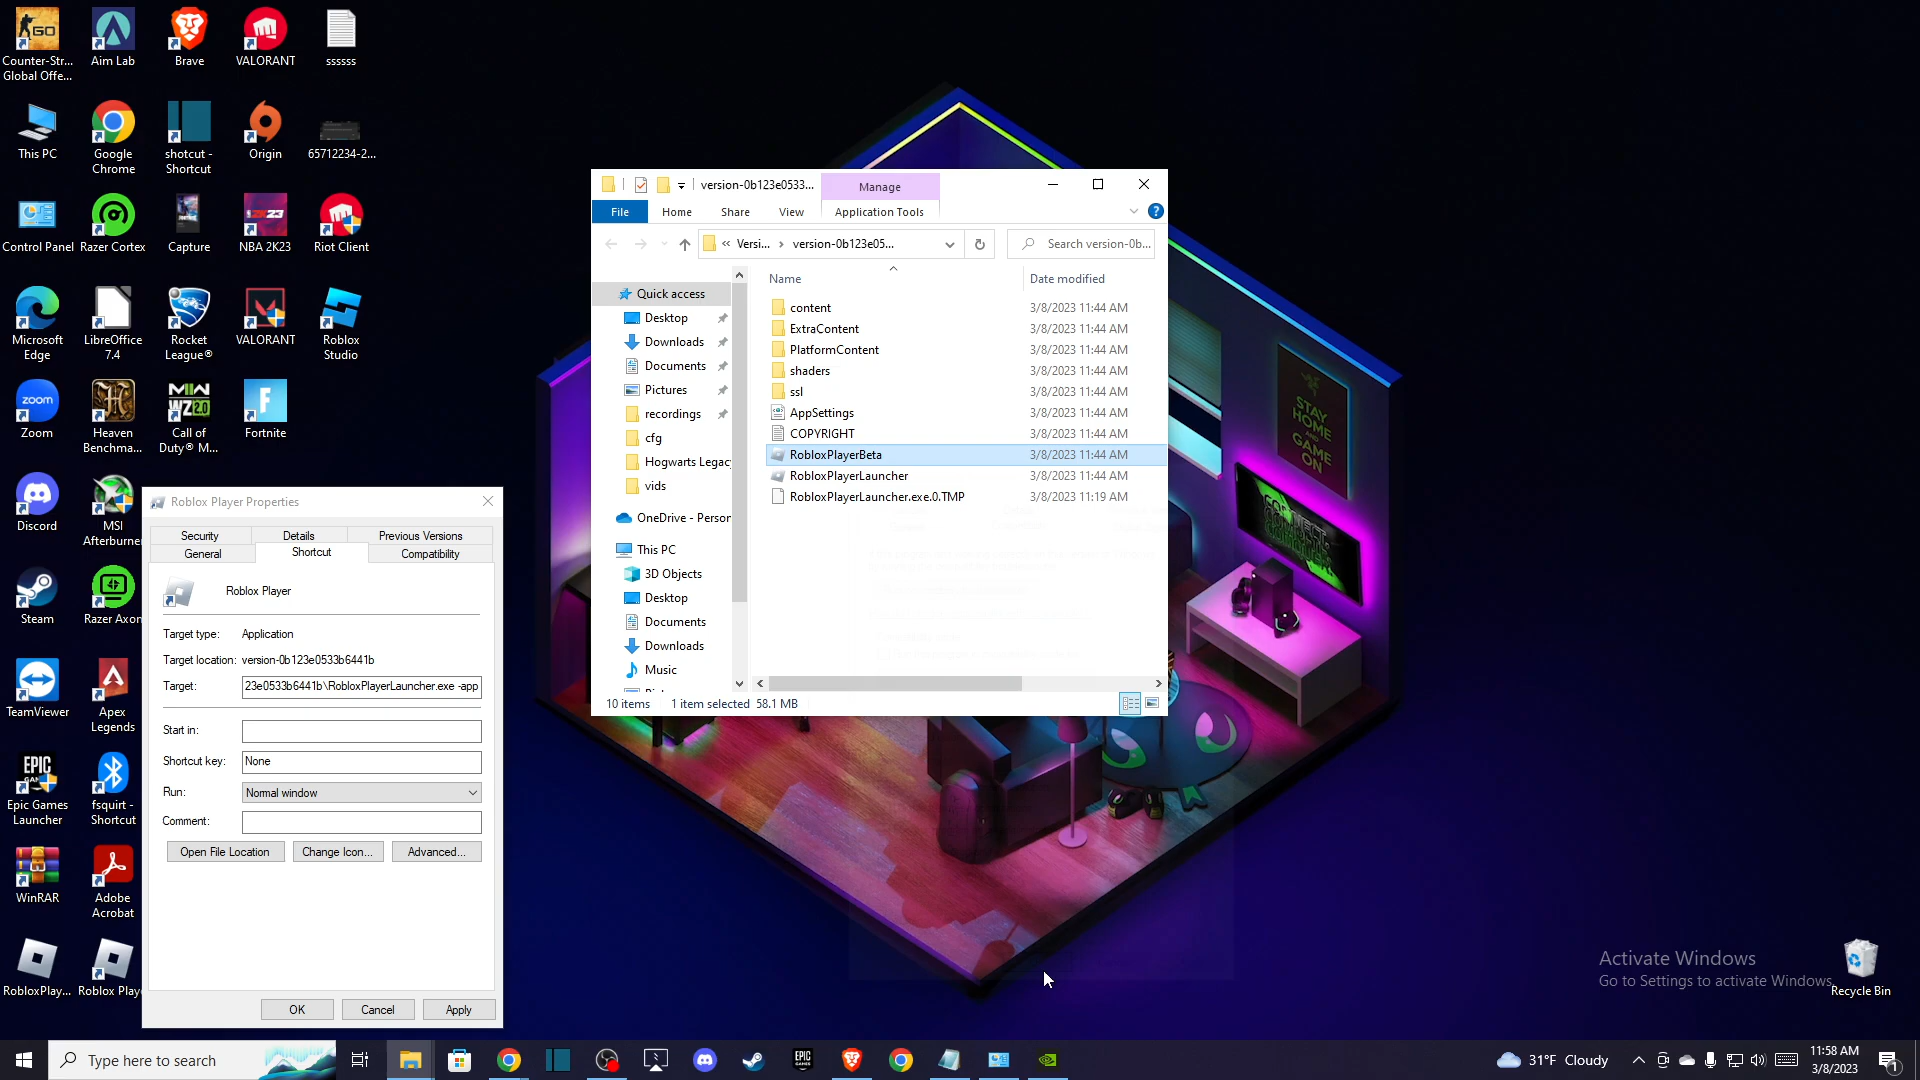 Counter-Str...
Global Offe...
Aim Lab
Brave
VALORANT
ssssss
This PC
Google
Chrome
shotcut -
Shortcut
Origin
65712234-2...
Control Panel
Razer Cortex
Capture
NBA 2K23
Riot Client
Microsoft
Edge
LibreOffice
7.4
Rocket
League®
VALORANT
Roblox
Studio
zoom
Zoom
Heaven
Benchma...
Call of
Duty® M...
Fortnite
Discord
MSI
Afterburner
Steam
Razer Axon
TeamViewer
Apex
Legends
EPIC
Epic Games
Launcher
fsquirt -
Shortcut
WinRAR
Adobe
Acrobat
RobloxPlay...
Roblox Play
Roblox Player Properties
Security
Details
Previous Versions
General
Shortcut
Compatibility
Roblox Player
Target type:
Application
Target location:
version-0b123e0533b6441b
Target:
23e0533b6441b\RobloxPlayerLauncher.exe -app
Start in:
Shortcut key:
None
Run:
Normal window
Comment:
Open File Location
Change Icon...
Advanced...
OK
Cancel
Apply
version-0b123e0533...
Manage
File
Home
Share
View
Application Tools
« Versi... › version-0b123e05...
Search version-0b...
Name
Date modified
Quick access
Desktop
Downloads
Documents
Pictures
recordings
cfg
Hogwarts Legac
vids
OneDrive - Person
This PC
3D Objects
Desktop
Documents
Downloads
Music
content 3/8/2023 11:44 AM
ExtraContent 3/8/2023 11:44 AM
PlatformContent 3/8/2023 11:44 AM
shaders 3/8/2023 11:44 AM
ssl 3/8/2023 11:44 AM
AppSettings 3/8/2023 11:44 AM
COPYRIGHT 3/8/2023 11:44 AM
RobloxPlayerBeta 3/8/2023 11:44 AM
RobloxPlayerLauncher 3/8/2023 11:44 AM
RobloxPlayerLauncher.exe.0.TMP 3/8/2023 11:19 AM
10 items
1 item selected 58.1 MB
STAY
HOME
AND
GAME
ON
Activate Windows
Go to Settings to activate Windows.
Recycle Bin
Type here to search
31°F Cloudy
11:58 AM
3/8/2023
1